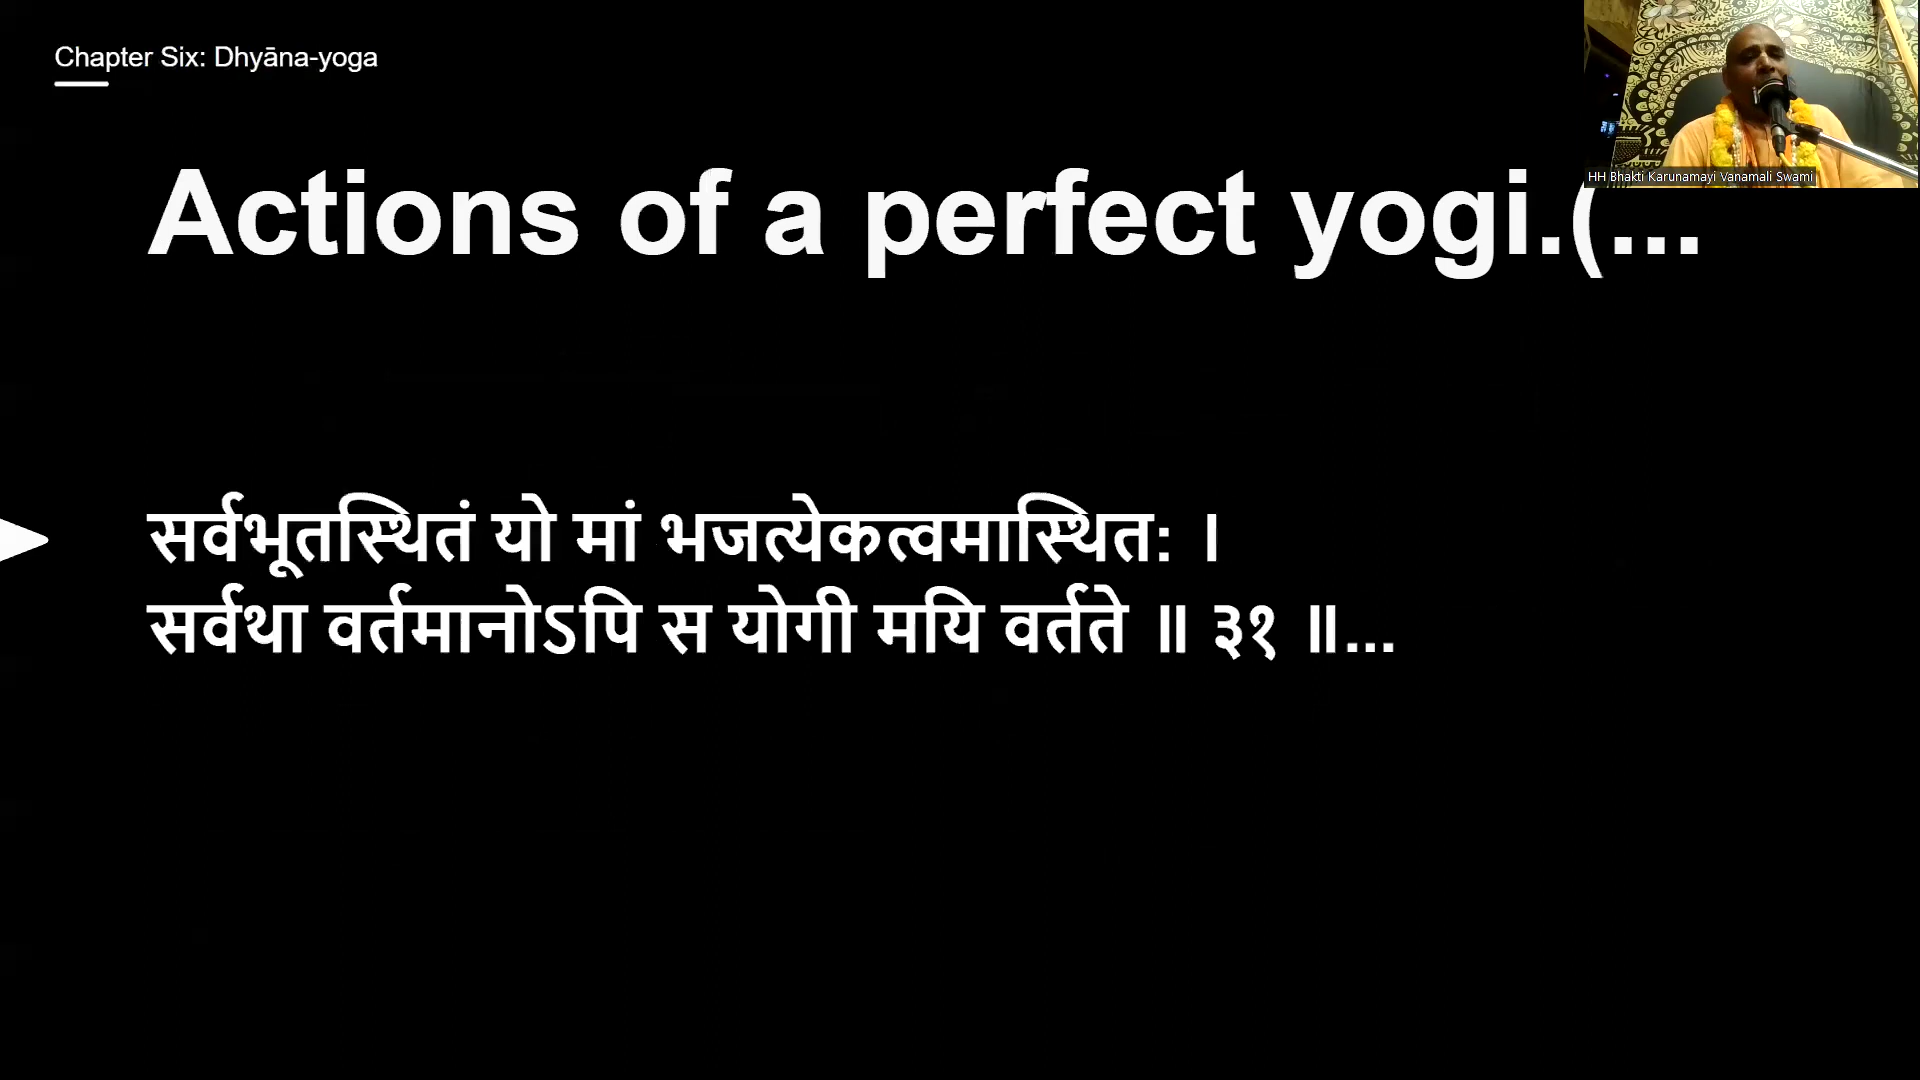 Chapter Six: Dhyāna-yoga
HH Bhakti Karunamayi Vanamali Swami
Actions of a perfect yogi.(...
सर्वभूतस्थितं यो मां भजत्येकत्वमास्थितः ।
सर्वथा वर्तमानोऽपि स योगी मयि वर्तते ॥ ३१ ॥...